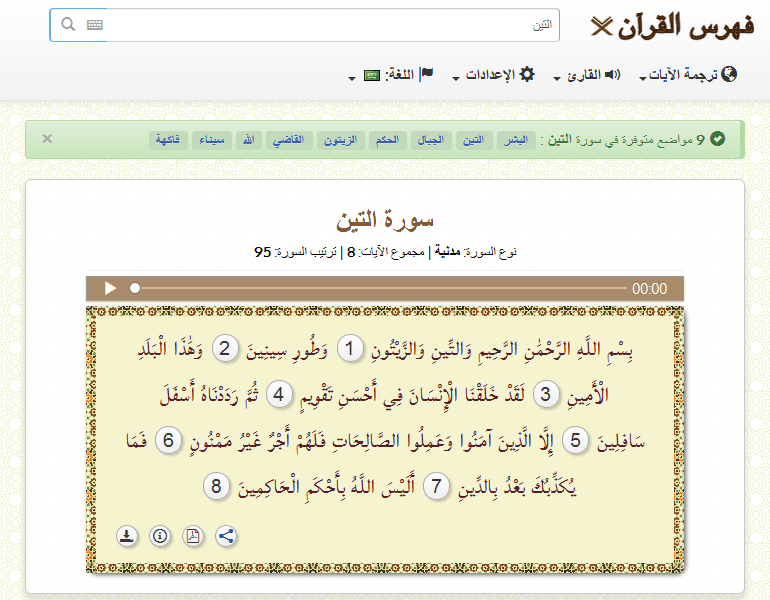 فهرس القرآن
التين
ترجمة الآيات
القارئ
الإعدادات
اللغة:
9 مواضع متوفرة في سورة التين : البشر التين الجبال الحكم الزيتون القاضي الله سيناء فاكهة ×
سورة التين
نوع السورة: مدنية | مجموع الآيات: 8 | ترتيب السورة: 95
00:00
بِسْمِ اللَّهِ الرَّحْمَٰنِ الرَّحِيمِ وَالتِّينِ وَالزَّيْتُونِ 1 وَطُورِ سِينِينَ 2 وَهَٰذَا الْبَلَدِ
الْأَمِينِ 3 لَقَدْ خَلَقْنَا الْإِنْسَانَ فِي أَحْسَنِ تَقْوِيمٍ 4 ثُمَّ رَدَدْنَاهُ أَسْفَلَ
سَافِلِينَ 5 إِلَّا الَّذِينَ آمَنُوا وَعَمِلُوا الصَّالِحَاتِ فَلَهُمْ أَجْرٌ غَيْرُ مَمْنُونٍ 6 فَمَا
يُكَذِّبُكَ بَعْدُ بِالدِّينِ 7 أَلَيْسَ اللَّهُ بِأَحْكَمِ الْحَاكِمِينَ 8